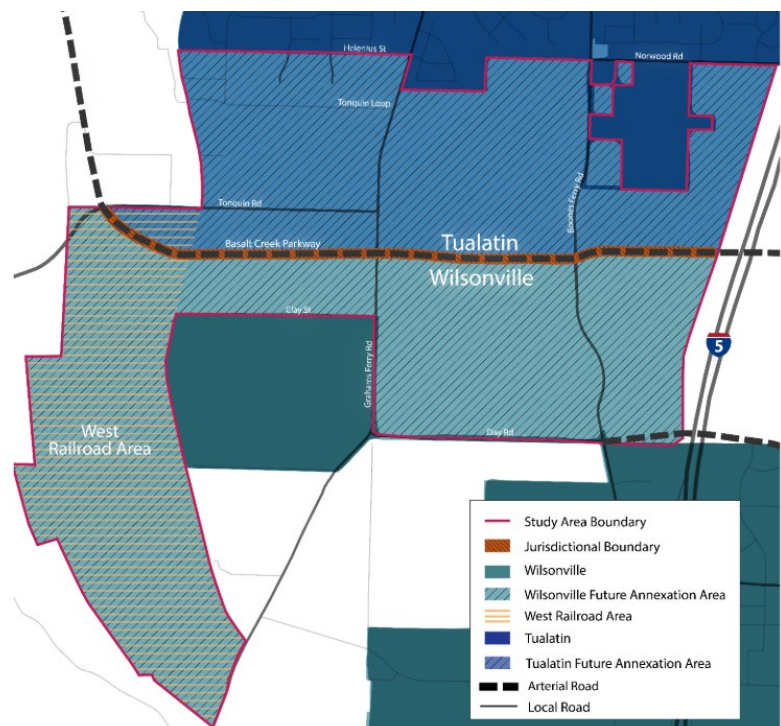 Helenius St
Norwood Rd
Tonquin Loop
Boones Ferry Rd
Tonquin Rd
Basalt Creek Parkway
Tualatin
Wilsonville
Clay St
5
Grahams Ferry Rd
West
Railroad Area
Day Rd
Study Area Boundary
Jurisdictional Boundary
Wilsonville
Wilsonville Future Annexation Area
West Railroad Area
Tualatin
Tualatin Future Annexation Area
Arterial Road
Local Road